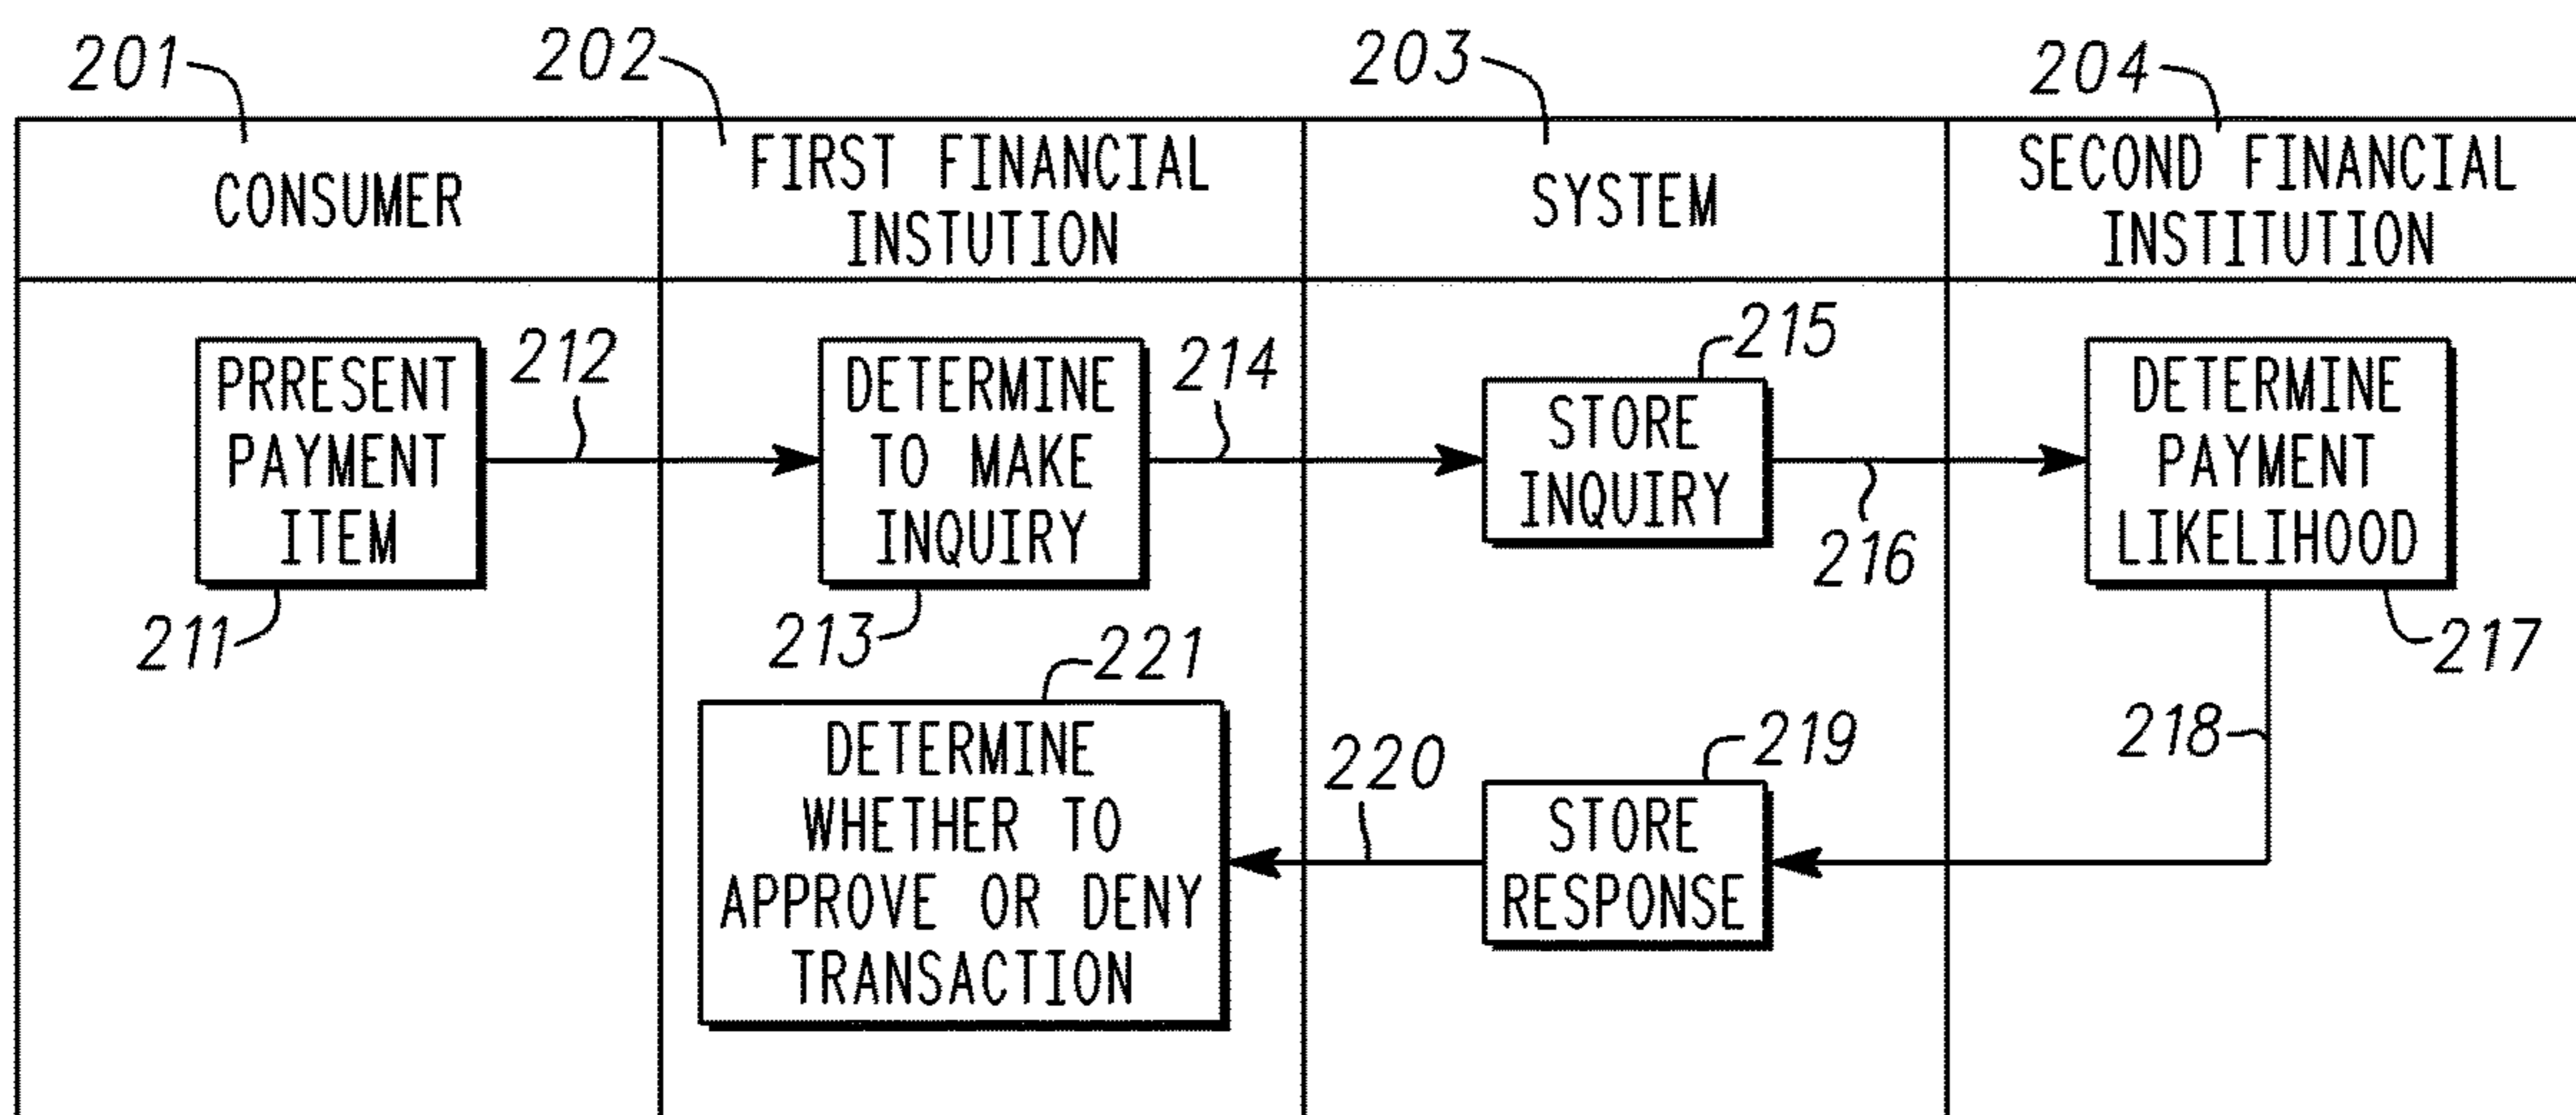 201
202
203
204
CONSUMER
FIRST FINANCIAL
INSTUTION
SYSTEM
SECOND FINANCIAL
INSTITUTION
PRRESENT
PAYMENT
ITEM
211
212
DETERMINE
TO MAKE
INQUIRY
213
214
STORE
INQUIRY
215
216
DETERMINE
PAYMENT
LIKELIHOOD
217
218
STORE
RESPONSE
219
220
DETERMINE
WHETHER TO
APPROVE OR DENY
TRANSACTION
221